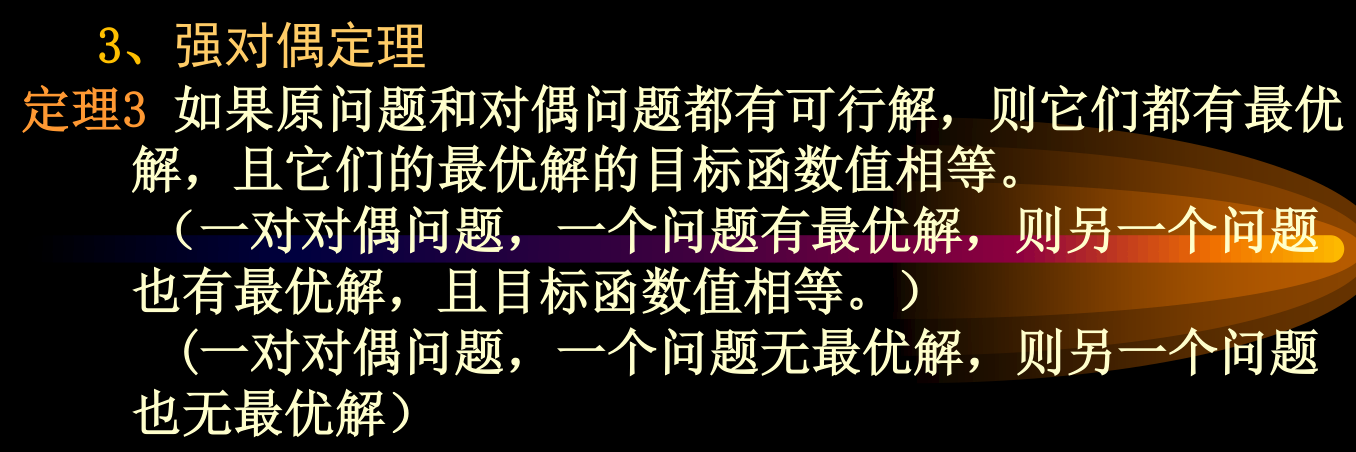 3、强对偶定理
定理3 如果原问题和对偶问题都有可行解，则它们都有最优
解，且它们的最优解的目标函数值相等。
（一对对偶问题，一个问题有最优解，则另一个问题
也有最优解，且目标函数值相等。）
(一对对偶问题，一个问题无最优解，则另一个问题
也无最优解）